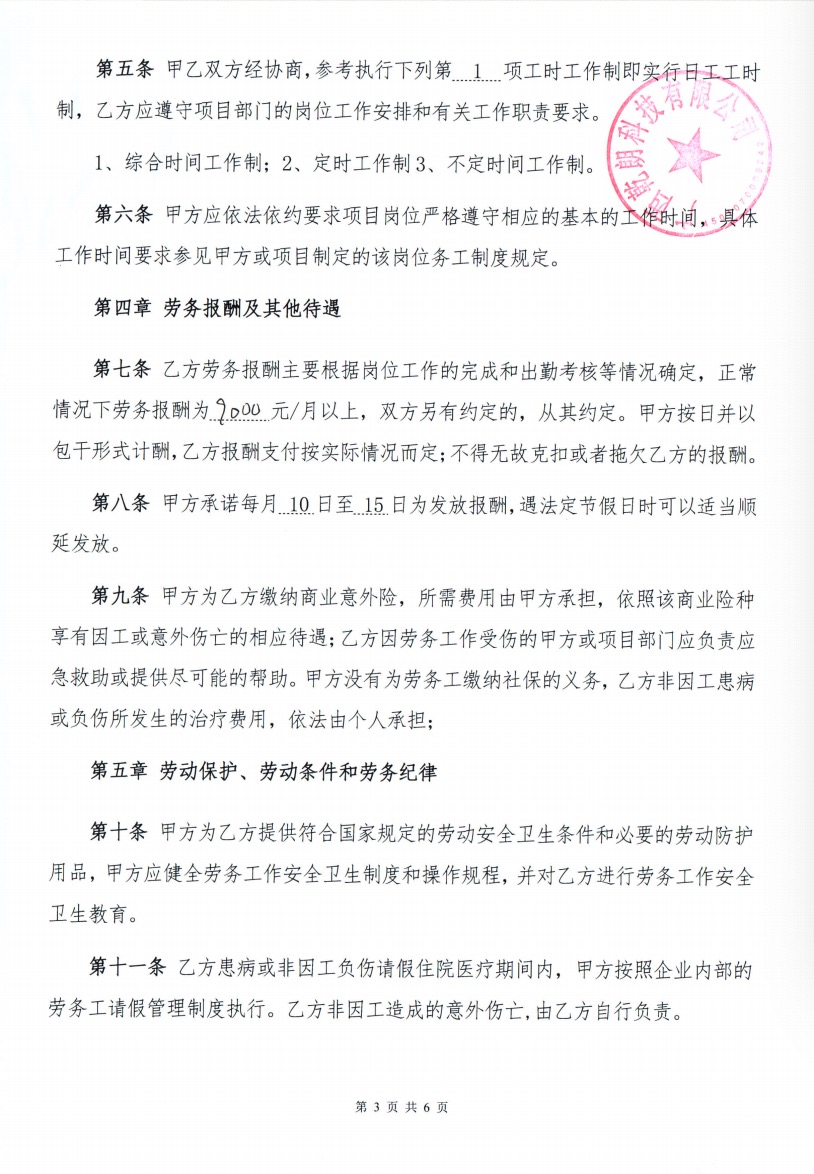 第五条 甲乙双方经协商,参考执行下列第 1 项工时工作制即实行日工工时
制，乙方应遵守项目部门的岗位工作安排和有关工作职责要求。
1、综合时间工作制；2、定时工作制 3、不定时间工作制。
乾朗科技有限公司
第六条 甲方应依法依约要求项目岗位严格遵守相应的基本的工作时间，具体
工作时间要求参见甲方或项目制定的该岗位务工制度规定。
第四章 劳务报酬及其他待遇
第七条 乙方劳务报酬主要根据岗位工作的完成和出勤考核等情况确定，正常
情况下劳务报酬为 9000 元/月以上，双方另有约定的，从其约定。甲方按日并以
包干形式计酬,乙方报酬支付按实际情况而定;不得无故克扣或者拖欠乙方的报酬。
第八条 甲方承诺每月 10 日至 15 日为发放报酬,遇法定节假日时可以适当顺
延发放。
第九条 甲方为乙方缴纳商业意外险，所需费用由甲方承担，依照该商业险种
享有因工或意外伤亡的相应待遇;乙方因劳务工作受伤的甲方或项目部门应负责应
急救助或提供尽可能的帮助。甲方没有为劳务工缴纳社保的义务，乙方非因工患病
或负伤所发生的治疗费用，依法由个人承担;
第五章 劳动保护、劳动条件和劳务纪律
第十条 甲方为乙方提供符合国家规定的劳动安全卫生条件和必要的劳动防护
用品，甲方应健全劳务工作安全卫生制度和操作规程，并对乙方进行劳务工作安全
卫生教育。
第十一条 乙方患病或非因工负伤请假住院医疗期间内，甲方按照企业内部的
劳务工请假管理制度执行。乙方非因工造成的意外伤亡,由乙方自行负责。
第 3 页 共 6 页